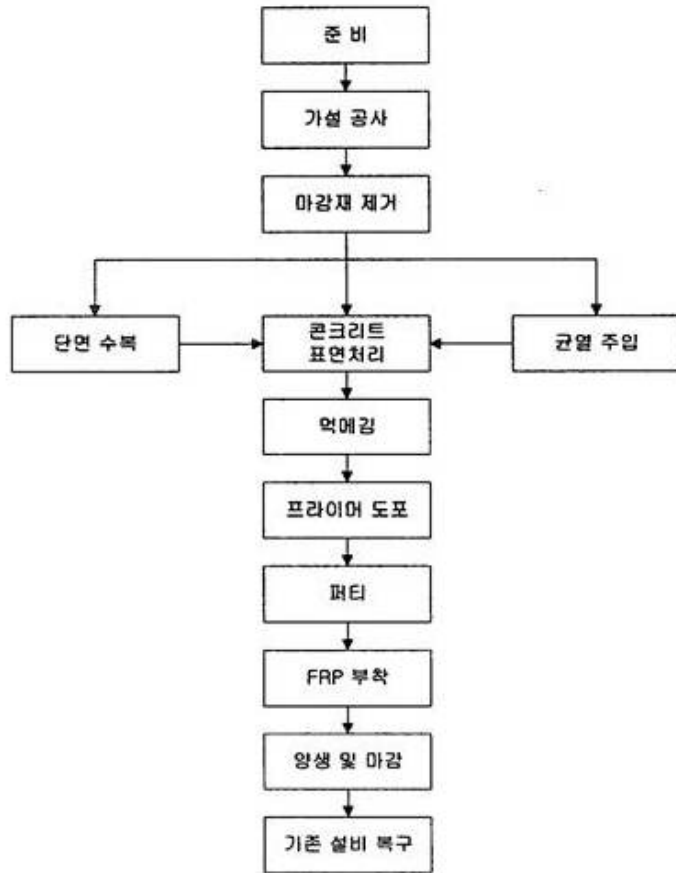 준 비
가설 공사
마감재 제거
단면 수복
콘크리트
표면처리
균열 주입
먹메김
프라이머 도포
퍼티
FRP 부착
양생 및 마감
기존 설비 복구